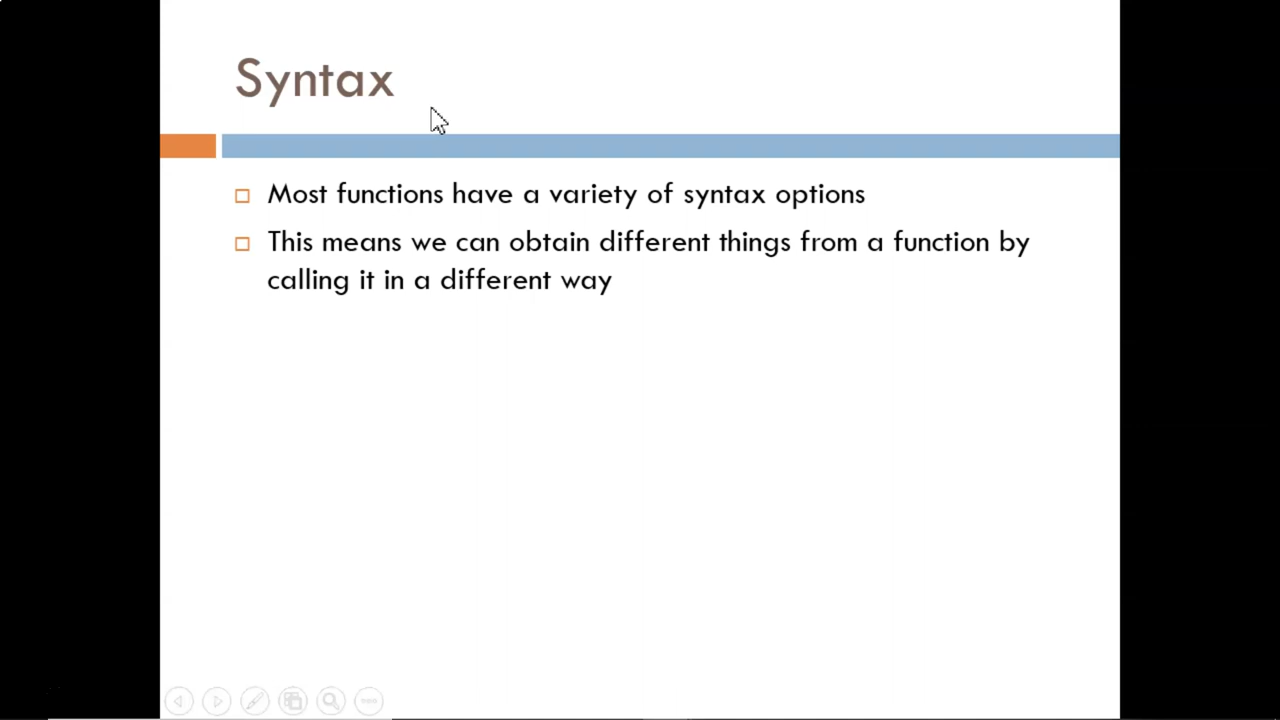 Syntax
Most functions have a variety of syntax options
This means we can obtain different things from a function by
calling it in a different way